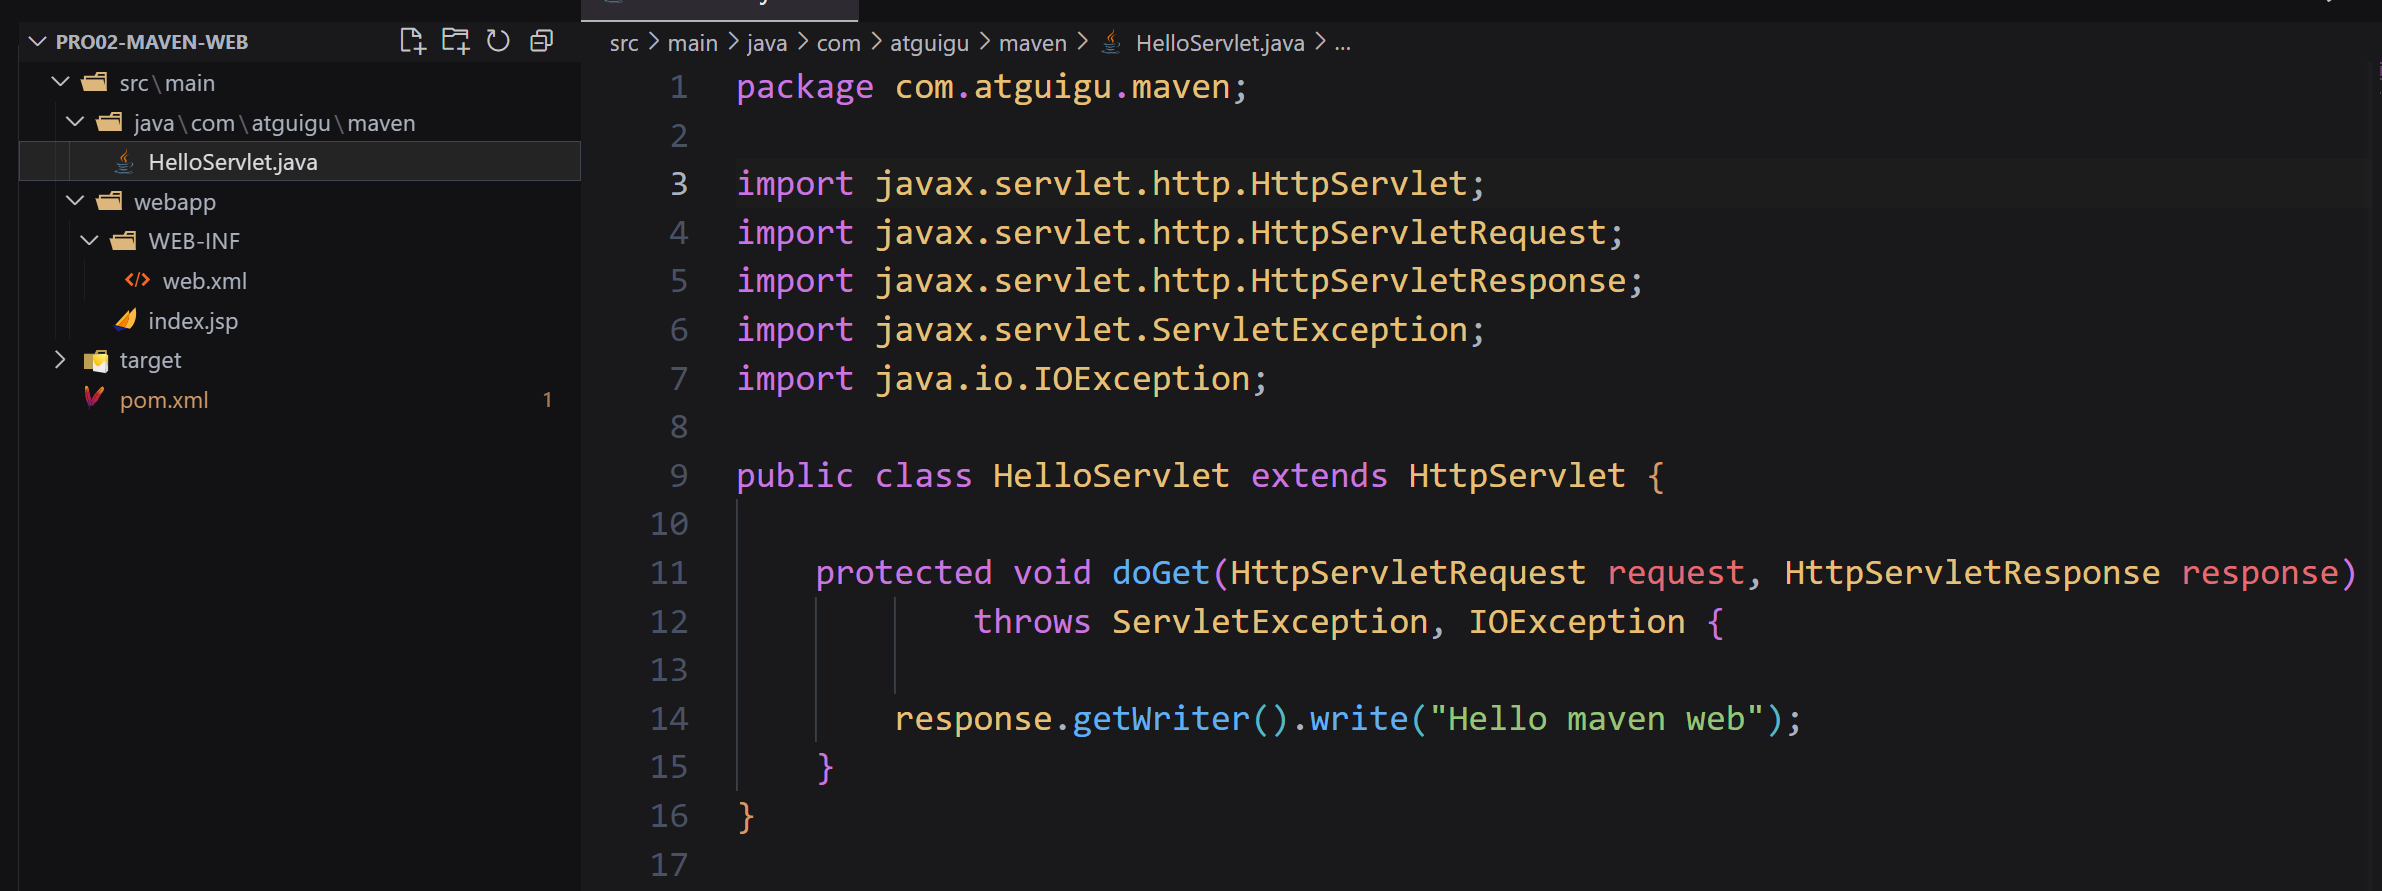 PRO02-MAVEN-WEB
src\main
java\com\atguigu\maven
HelloServlet.java
webapp
WEB-INF
web.xml
index.jsp
target
pom.xml 1
src > main > java > com > atguigu > maven > HelloServlet.java > ...
1 package com.atguigu.maven;
2
3 import javax.servlet.http.HttpServlet;
4 import javax.servlet.http.HttpServletRequest;
5 import javax.servlet.http.HttpServletResponse;
6 import javax.servlet.ServletException;
7 import java.io.IOException;
8
9 public class HelloServlet extends HttpServlet {
10
11 protected void doGet(HttpServletRequest request, HttpServletResponse response)
12 throws ServletException, IOException {
13
14 response.getWriter().write("Hello maven web");
15 }
16 }
17